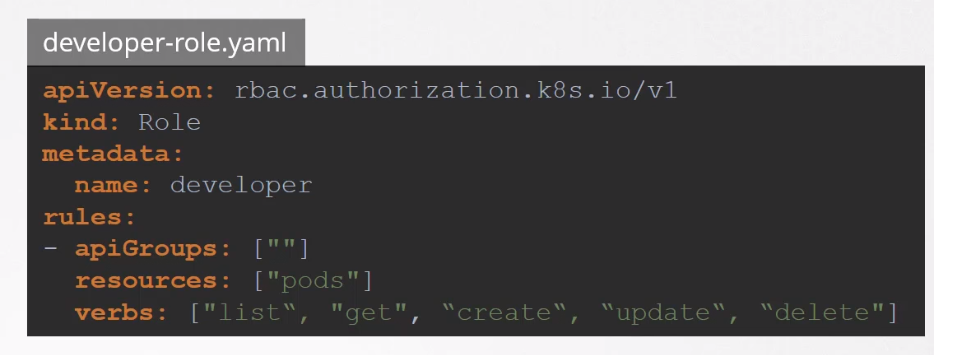 developer-role.yaml
apiVersion: rbac.authorization.k8s.io/v1
kind: Role
metadata:
  name: developer
rules:
- apiGroups: [""]
  resources: ["pods"]
  verbs: ["list“, "get", “create“, “update“, “delete"]